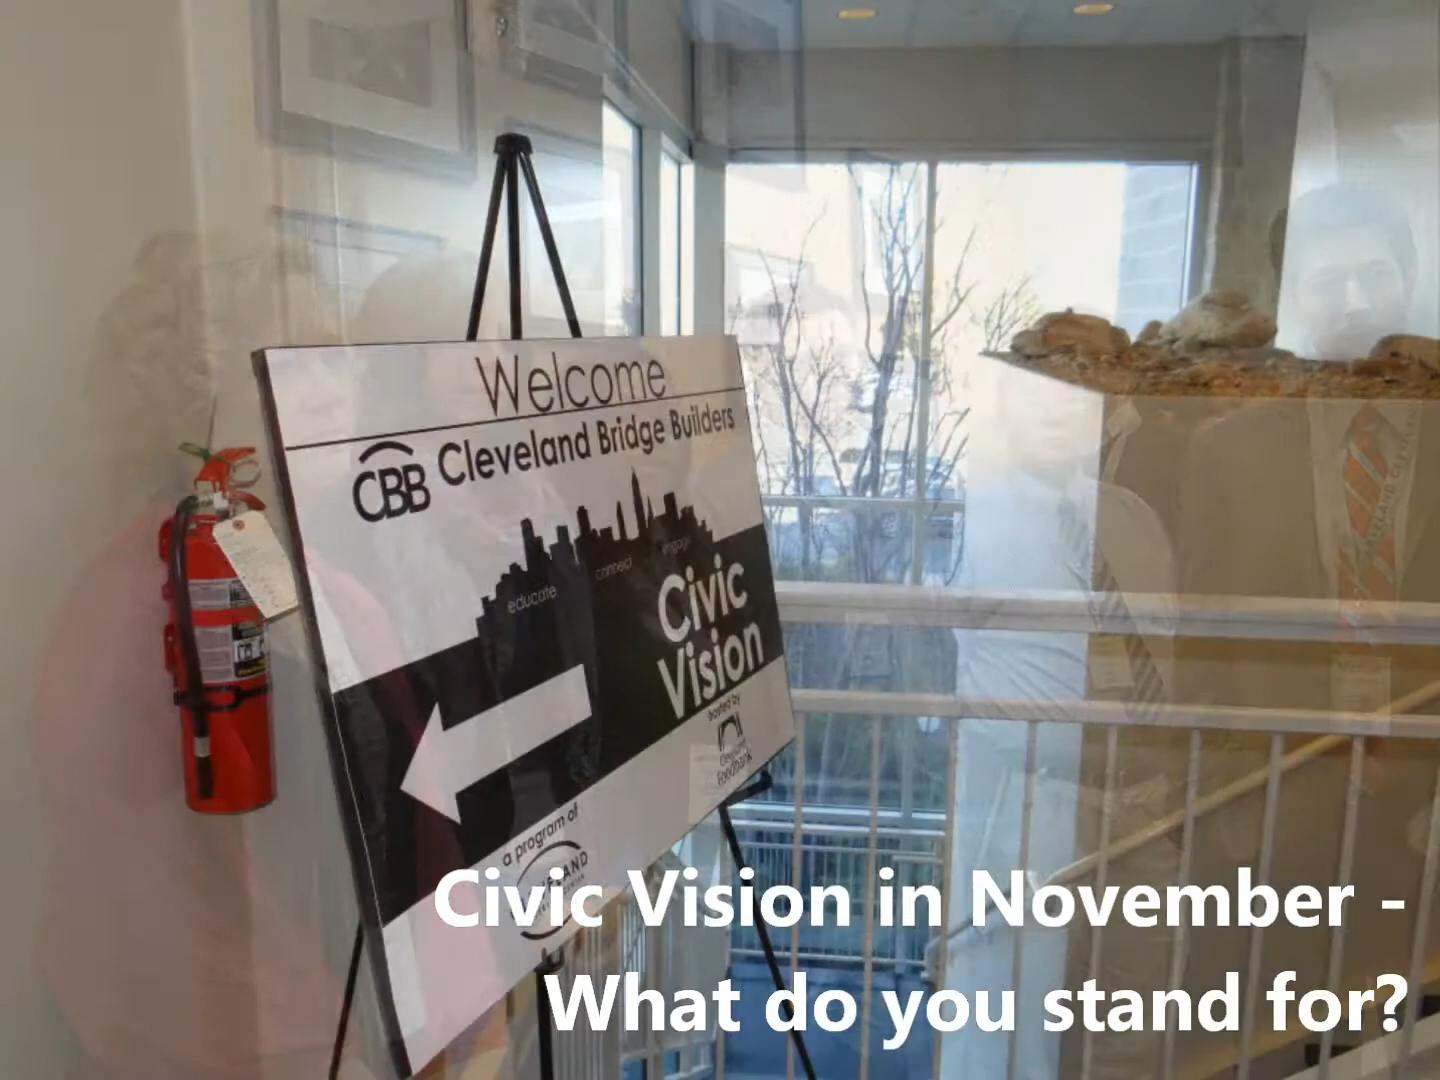 Welcome
CBB Cleveland Bridge Builders
educate
connect
engage
Civic
Vision
hosted by
Foodbank
a program of
Civic Vision in November -
What do you stand for?